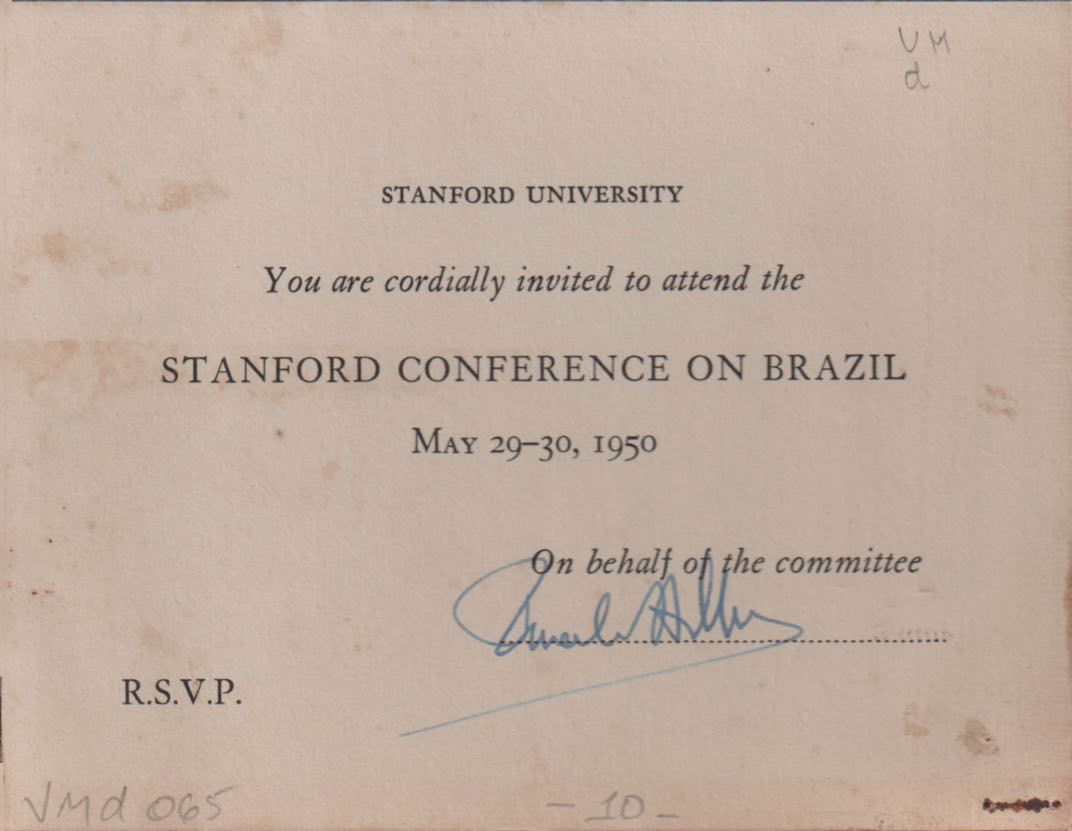 VM
d
STANFORD UNIVERSITY
You are cordially invited to attend the
STANFORD CONFERENCE ON BRAZIL
MAY 29–30, 1950
On behalf of the committee
R.S.V.P.
VMd 065
– 10 –